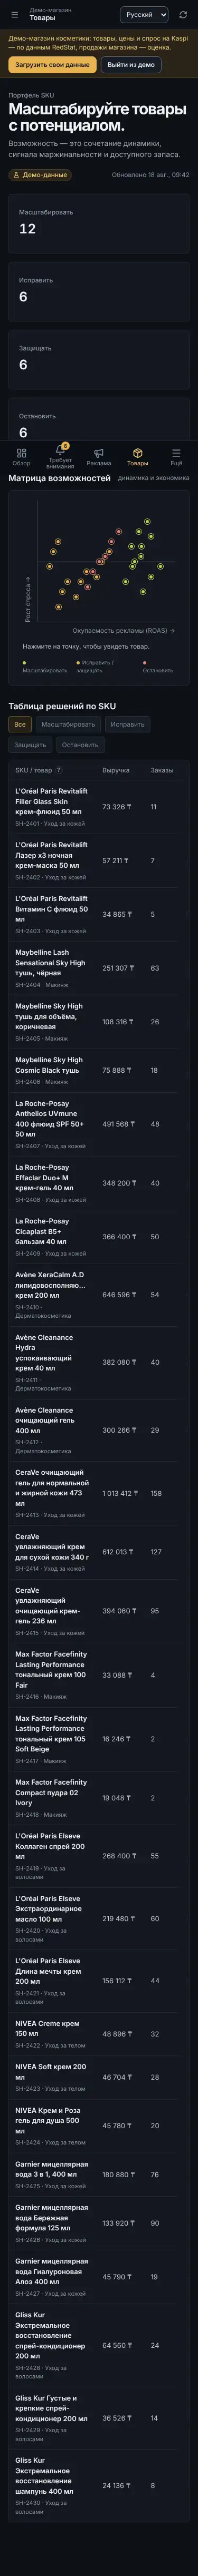 Демо-магазин
Товары
Русский
Демо-магазин косметики: товары, цены и спрос на Kaspi
— по данным RedStat, продажи магазина — оценка.
Загрузить свои данные
Выйти из демо
Портфель SKU
Масштабируйте товары
с потенциалом.
Возможность — это сочетание динамики,
сигнала маржинальности и доступного запаса.
Демо-данные
Обновлено 18 авг., 09:42
Масштабировать
12
Исправить
6
Защищать
6
Остановить
6
Обзор
6
Требует
внимания
Реклама
Товары
Ещё
Матрица возможностей
динамика и экономика
Рост спроса →
Окупаемость рекламы (ROAS) →
Нажмите на точку, чтобы увидеть товар.
Масштабировать
Исправить /
защищать
Остановить
Таблица решений по SKU
Все
Масштабировать
Исправить
Защищать
Остановить
SKU / товар ?
Выручка
Заказы
L'Oréal Paris Revitalift
Filler Glass Skin
крем-флюид 50 мл
SH-2401 · Уход за кожей
73 326 ₸
11
L'Oréal Paris Revitalift
Лазер х3 ночная
крем-маска 50 мл
SH-2402 · Уход за кожей
57 211 ₸
7
L'Oréal Paris Revitalift
Витамин С флюид 50
мл
SH-2403 · Уход за кожей
34 865 ₸
5
Maybelline Lash
Sensational Sky High
тушь, чёрная
SH-2404 · Макияж
251 307 ₸
63
Maybelline Sky High
тушь для объёма,
коричневая
SH-2405 · Макияж
108 316 ₸
26
Maybelline Sky High
Cosmic Black тушь
SH-2406 · Макияж
75 888 ₸
18
La Roche-Posay
Anthelios UVmune
400 флюид SPF 50+
50 мл
SH-2407 · Уход за кожей
491 568 ₸
48
La Roche-Posay
Effaclar Duo+ M
крем-гель 40 мл
SH-2408 · Уход за кожей
348 200 ₸
40
La Roche-Posay
Cicaplast B5+
бальзам 40 мл
SH-2409 · Уход за кожей
366 400 ₸
50
Avène XeraCalm A.D
липидовосполняю...
крем 200 мл
SH-2410 ·
Дермакосметика
646 596 ₸
54
Avène Cleanance
Hydra
успокаивающий
крем 40 мл
SH-2411 ·
Дермакосметика
382 080 ₸
40
Avène Cleanance
очищающий гель
400 мл
SH-2412 ·
Дермакосметика
300 266 ₸
29
CeraVe очищающий
гель для нормальной
и жирной кожи 473
мл
SH-2413 · Уход за кожей
1 013 412 ₸
158
CeraVe
увлажняющий крем
для сухой кожи 340 г
SH-2414 · Уход за кожей
612 013 ₸
127
CeraVe
увлажняющий
очищающий крем-
гель 236 мл
SH-2415 · Уход за кожей
394 060 ₸
95
Max Factor Facefinity
Lasting Performance
тональный крем 100
Fair
SH-2416 · Макияж
33 088 ₸
4
Max Factor Facefinity
Lasting Performance
тональный крем 105
Soft Beige
SH-2417 · Макияж
16 246 ₸
2
Max Factor Facefinity
Compact пудра 02
Ivory
SH-2418 · Макияж
19 048 ₸
2
L'Oréal Paris Elseve
Коллаген спрей 200
мл
SH-2419 · Уход за
волосами
268 400 ₸
55
L'Oréal Paris Elseve
Экстраординарное
масло 100 мл
SH-2420 · Уход за
волосами
219 480 ₸
60
L'Oréal Paris Elseve
Длина мечты крем
200 мл
SH-2421 · Уход за
волосами
156 112 ₸
44
NIVEA Creme крем
150 мл
SH-2422 · Уход за телом
48 896 ₸
32
NIVEA Soft крем 200
мл
SH-2423 · Уход за телом
46 704 ₸
28
NIVEA Крем и Роза
гель для душа 500
мл
SH-2424 · Уход за телом
45 780 ₸
20
Garnier мицеллярная
вода 3 в 1, 400 мл
SH-2425 · Уход за кожей
180 880 ₸
76
Garnier мицеллярная
вода Бережная
формула 125 мл
SH-2426 · Уход за кожей
133 920 ₸
90
Garnier мицеллярная
вода Гиалуроновая
Алоэ 400 мл
SH-2427 · Уход за кожей
45 790 ₸
19
Gliss Kur
Экстремальное
восстановление
спрей-кондиционер
200 мл
SH-2428 · Уход за
волосами
64 560 ₸
24
Gliss Kur Густые и
крепкие спрей-
кондиционер 200 мл
SH-2429 · Уход за
волосами
36 526 ₸
14
Gliss Kur
Экстремальное
восстановление
шампунь 400 мл
SH-2430 · Уход за
волосами
24 136 ₸
8